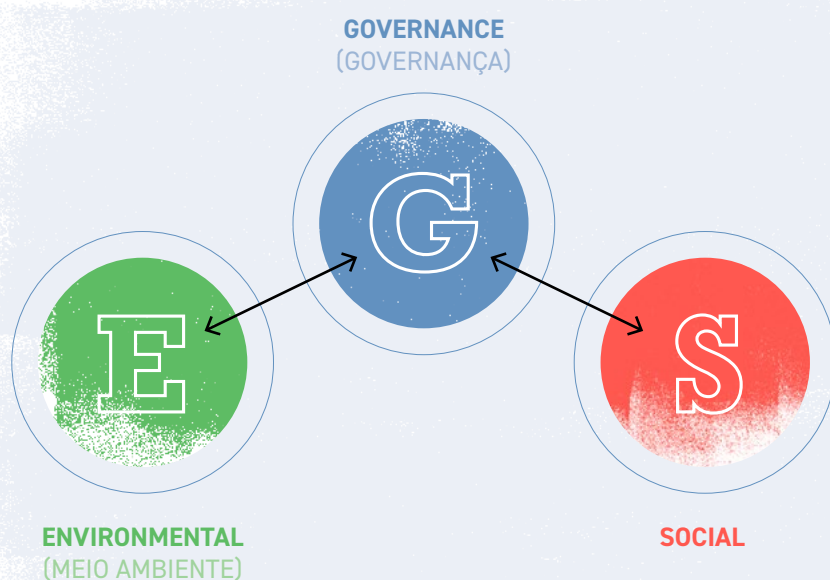 GOVERNANCE
(GOVERNANÇA)
G
E
S
ENVIRONMENTAL
(MEIO AMBIENTE)
SOCIAL